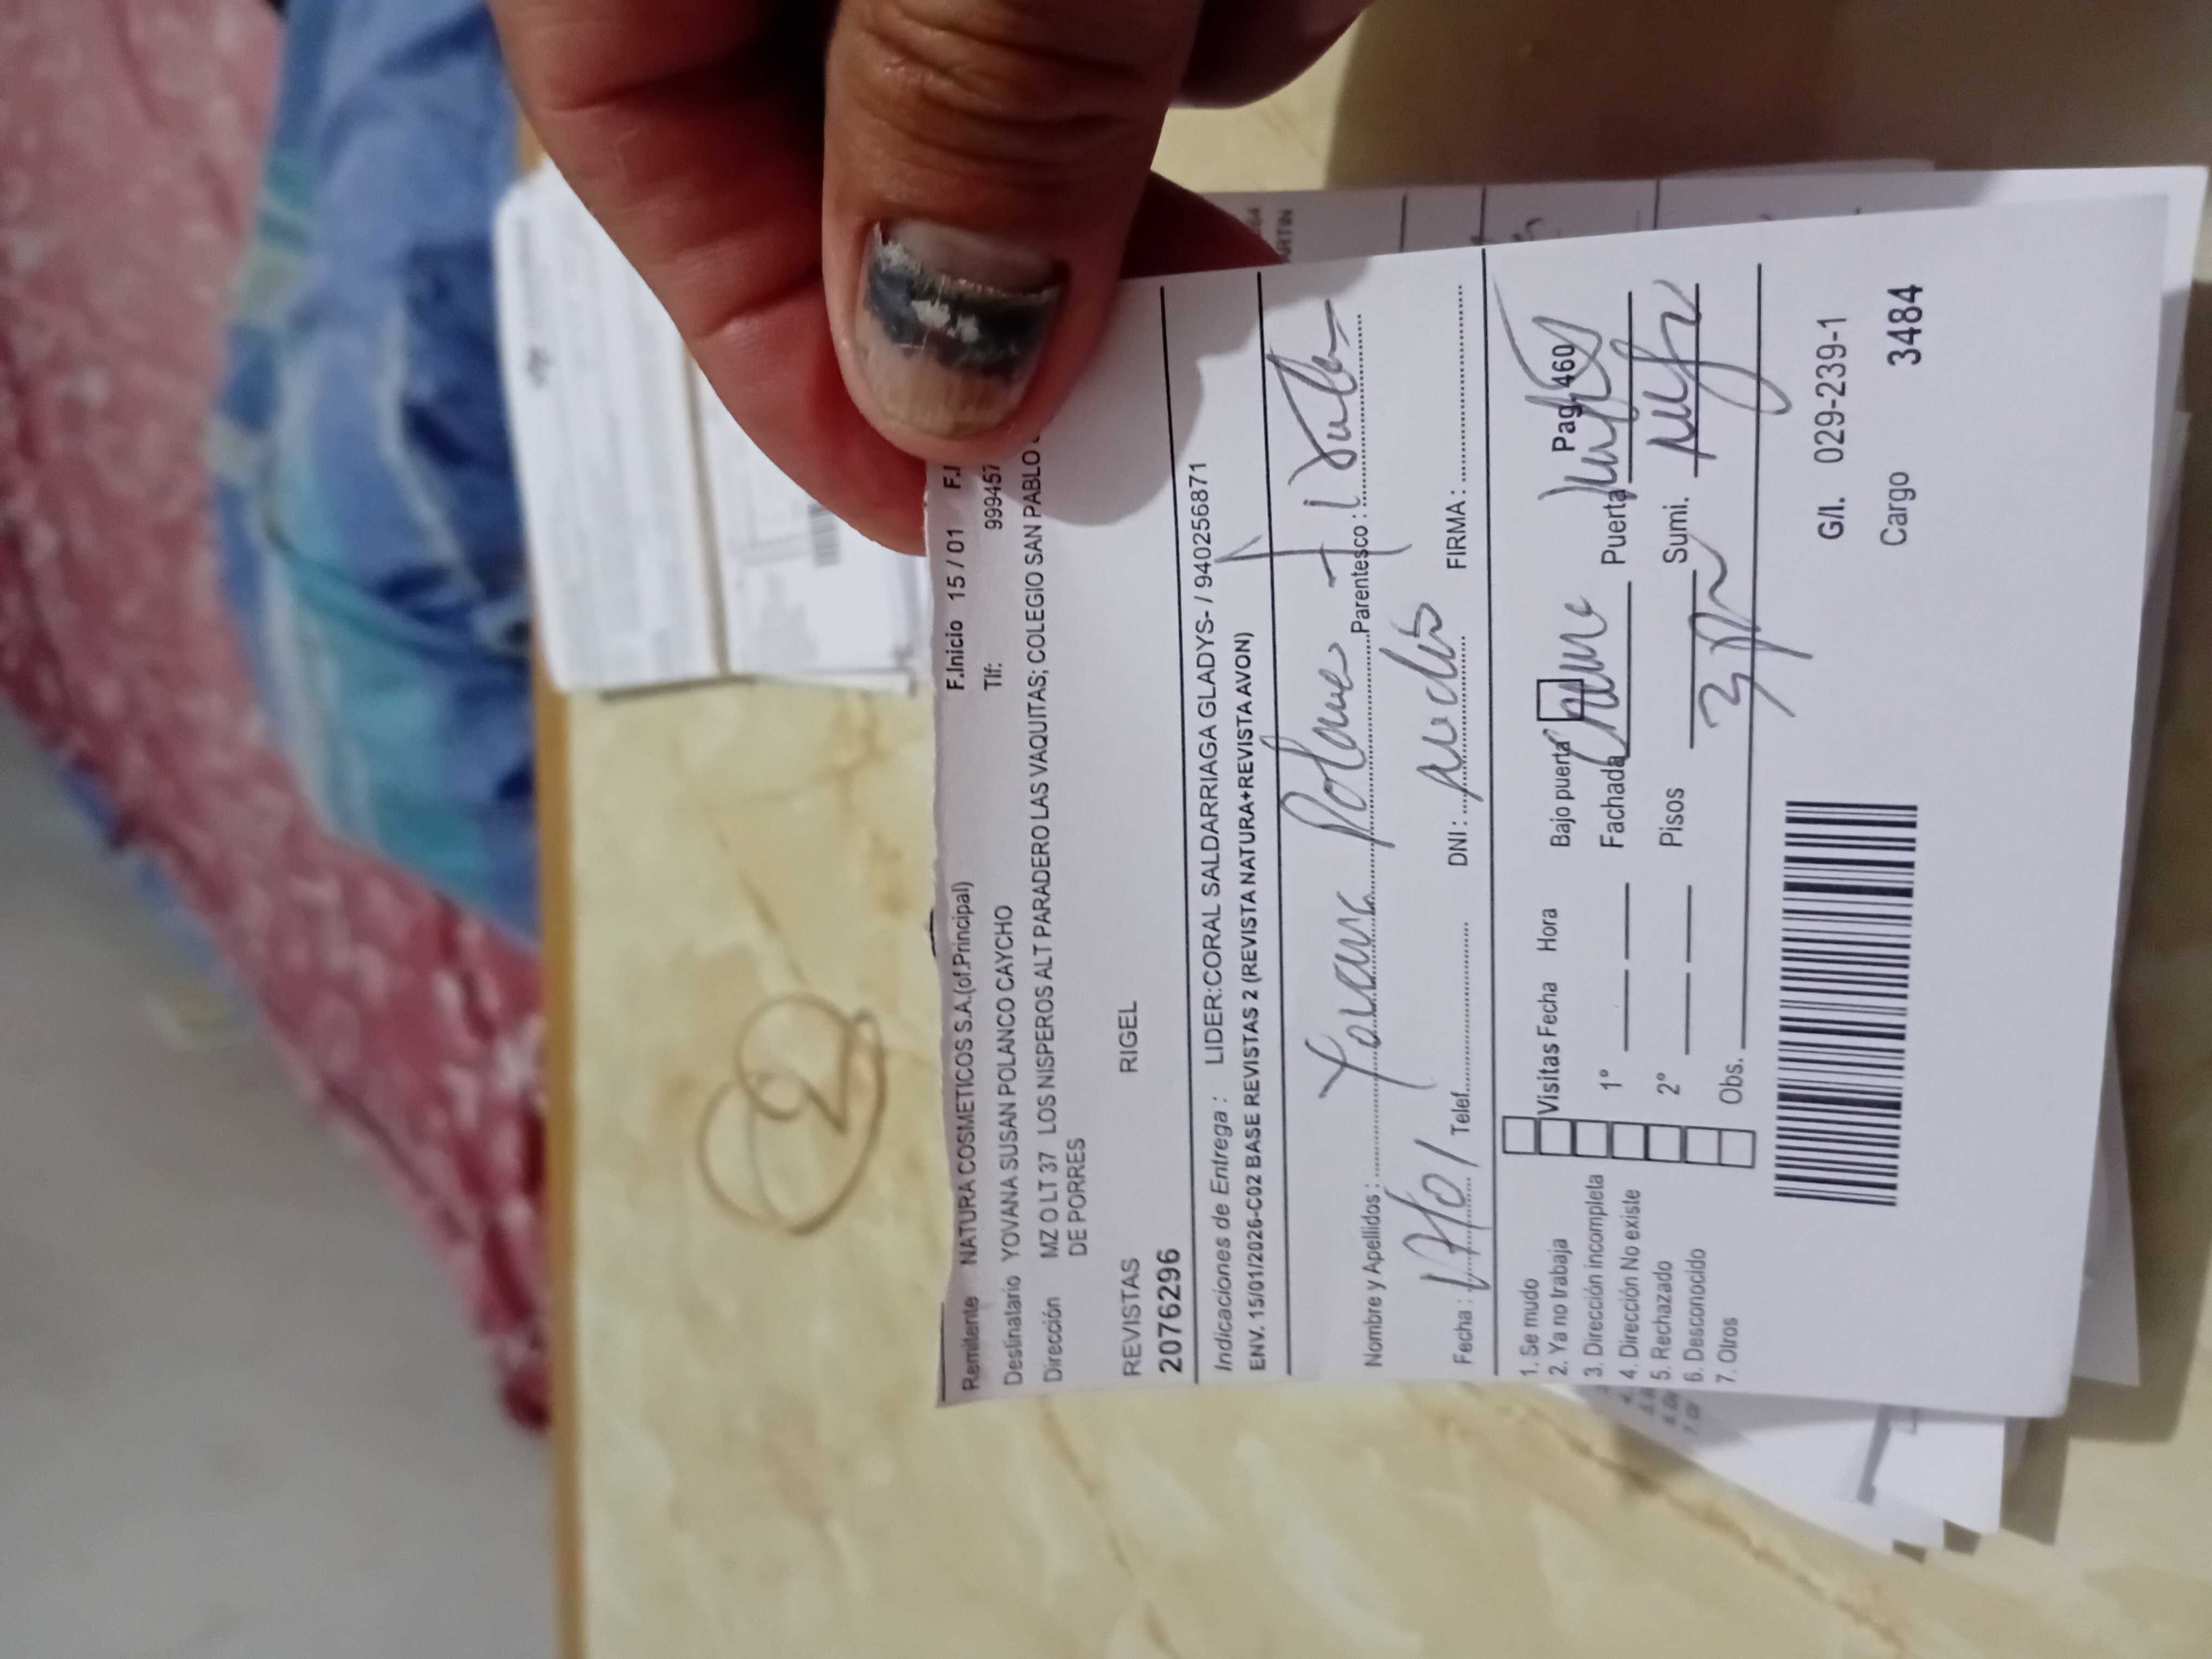 Remitente NATURA COSMETICOS S.A.(of.Principal) F.Inicio 15 / 01
Destinatario YOVANA SUSAN POLANCO CAYCHO Tlf: 999457
Dirección MZ O LT 37 LOS NISPEROS ALT PARADERO LAS VAQUITAS; COLEGIO SAN PABLO
DE PORRES
REVISTAS RIGEL
2076296
Indicaciones de Entrega : LIDER:CORAL SALDARRIAGA GLADYS- / 940256871
ENV. 15/01/2026-C02 BASE REVISTAS 2 (REVISTA NATURA+REVISTA AVON)
Nombre y Apellidos : Yovana Polanco Parentesco : Titular
Fecha : Telef. DNI : FIRMA :
1. Se mudo
2. Ya no trabaja
3. Dirección incompleta
4. Dirección No existe
5. Rechazado
6. Desconocido
7. Otros
Visitas Fecha Hora Bajo puerta Pag. 460
1° Fachada Puerta
2° Pisos Sumi.
Obs.
G/I. 029-239-1
Cargo 3484
2